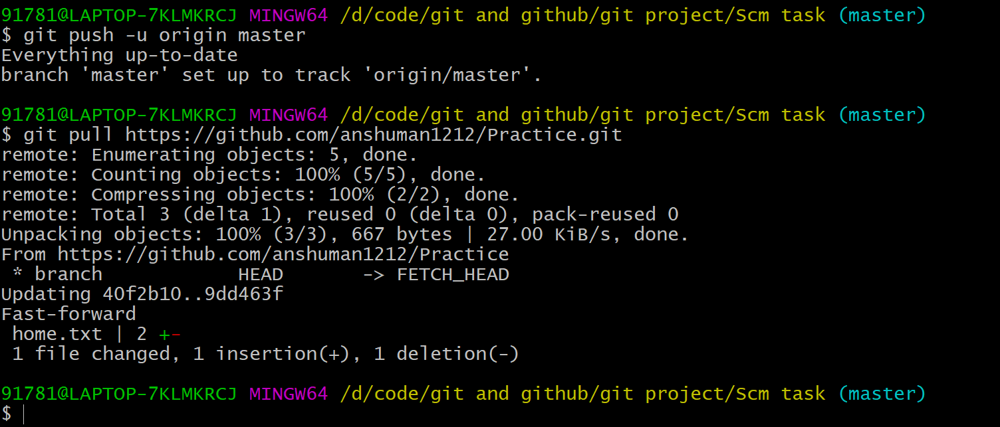 91781@LAPTOP-7KLMKRCJ MINGW64 /d/code/git and github/git project/Scm task (master)
$ git push -u origin master
Everything up-to-date
branch 'master' set up to track 'origin/master'.
91781@LAPTOP-7KLMKRCJ MINGW64 /d/code/git and github/git project/Scm task (master)
$ git pull https://github.com/anshuman1212/Practice.git
remote: Enumerating objects: 5, done.
remote: Counting objects: 100% (5/5), done.
remote: Compressing objects: 100% (2/2), done.
remote: Total 3 (delta 1), reused 0 (delta 0), pack-reused 0
Unpacking objects: 100% (3/3), 667 bytes | 27.00 KiB/s, done.
From https://github.com/anshuman1212/Practice
 * branch            HEAD       -> FETCH_HEAD
Updating 40f2b10..9dd463f
Fast-forward
 home.txt | 2 +-
 1 file changed, 1 insertion(+), 1 deletion(-)
91781@LAPTOP-7KLMKRCJ MINGW64 /d/code/git and github/git project/Scm task (master)
$